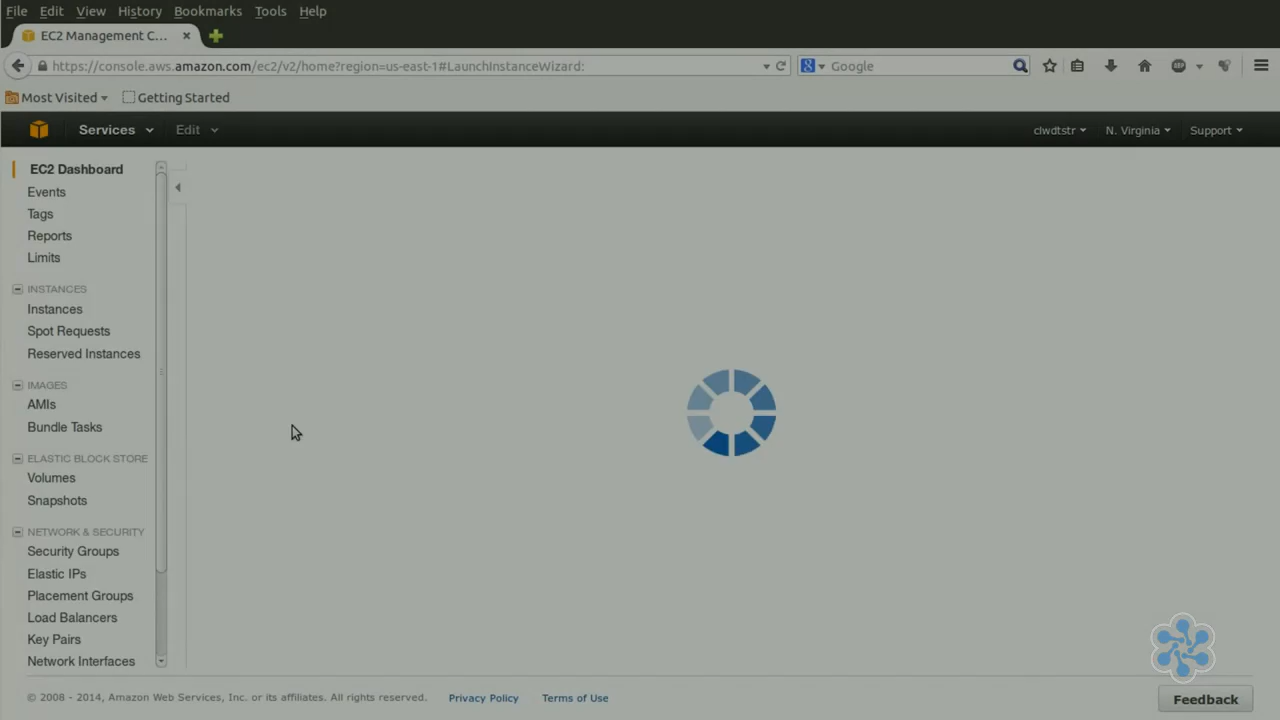 File Edit View History Bookmarks Tools Help
EC2 Management C...
https://console.aws.amazon.com/ec2/v2/home?region=us-east-1#LaunchInstanceWizard:
Google
Most Visited Getting Started
Services Edit clwdtstr N. Virginia Support
EC2 Dashboard
Events
Tags
Reports
Limits
INSTANCES
Instances
Spot Requests
Reserved Instances
IMAGES
AMIs
Bundle Tasks
ELASTIC BLOCK STORE
Volumes
Snapshots
NETWORK & SECURITY
Security Groups
Elastic IPs
Placement Groups
Load Balancers
Key Pairs
Network Interfaces
© 2008 - 2014, Amazon Web Services, Inc. or its affiliates. All rights reserved. Privacy Policy Terms of Use
Feedback